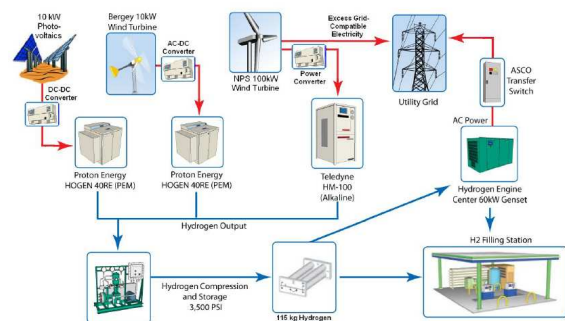 10 kW
Photo-
voltaics
Bergey 10kW
Wind Turbine
AC-DC
Converter
DC-DC
Converter
NPS 100kW
Wind Turbine
Power
Converter
Excess Grid-
Compatible
Electricity
Utility Grid
ASCO
Transfer
Switch
AC Power
Proton Energy
HOGEN 40RE (PEM)
Proton Energy
HOGEN 40RE (PEM)
Teledyne
HM-100
(Alkaline)
Hydrogen Engine
Center 60kW Genset
Hydrogen Output
H2 Filling Station
Hydrogen Compression
and Storage
3,500 PSI
115 kg Hydrogen